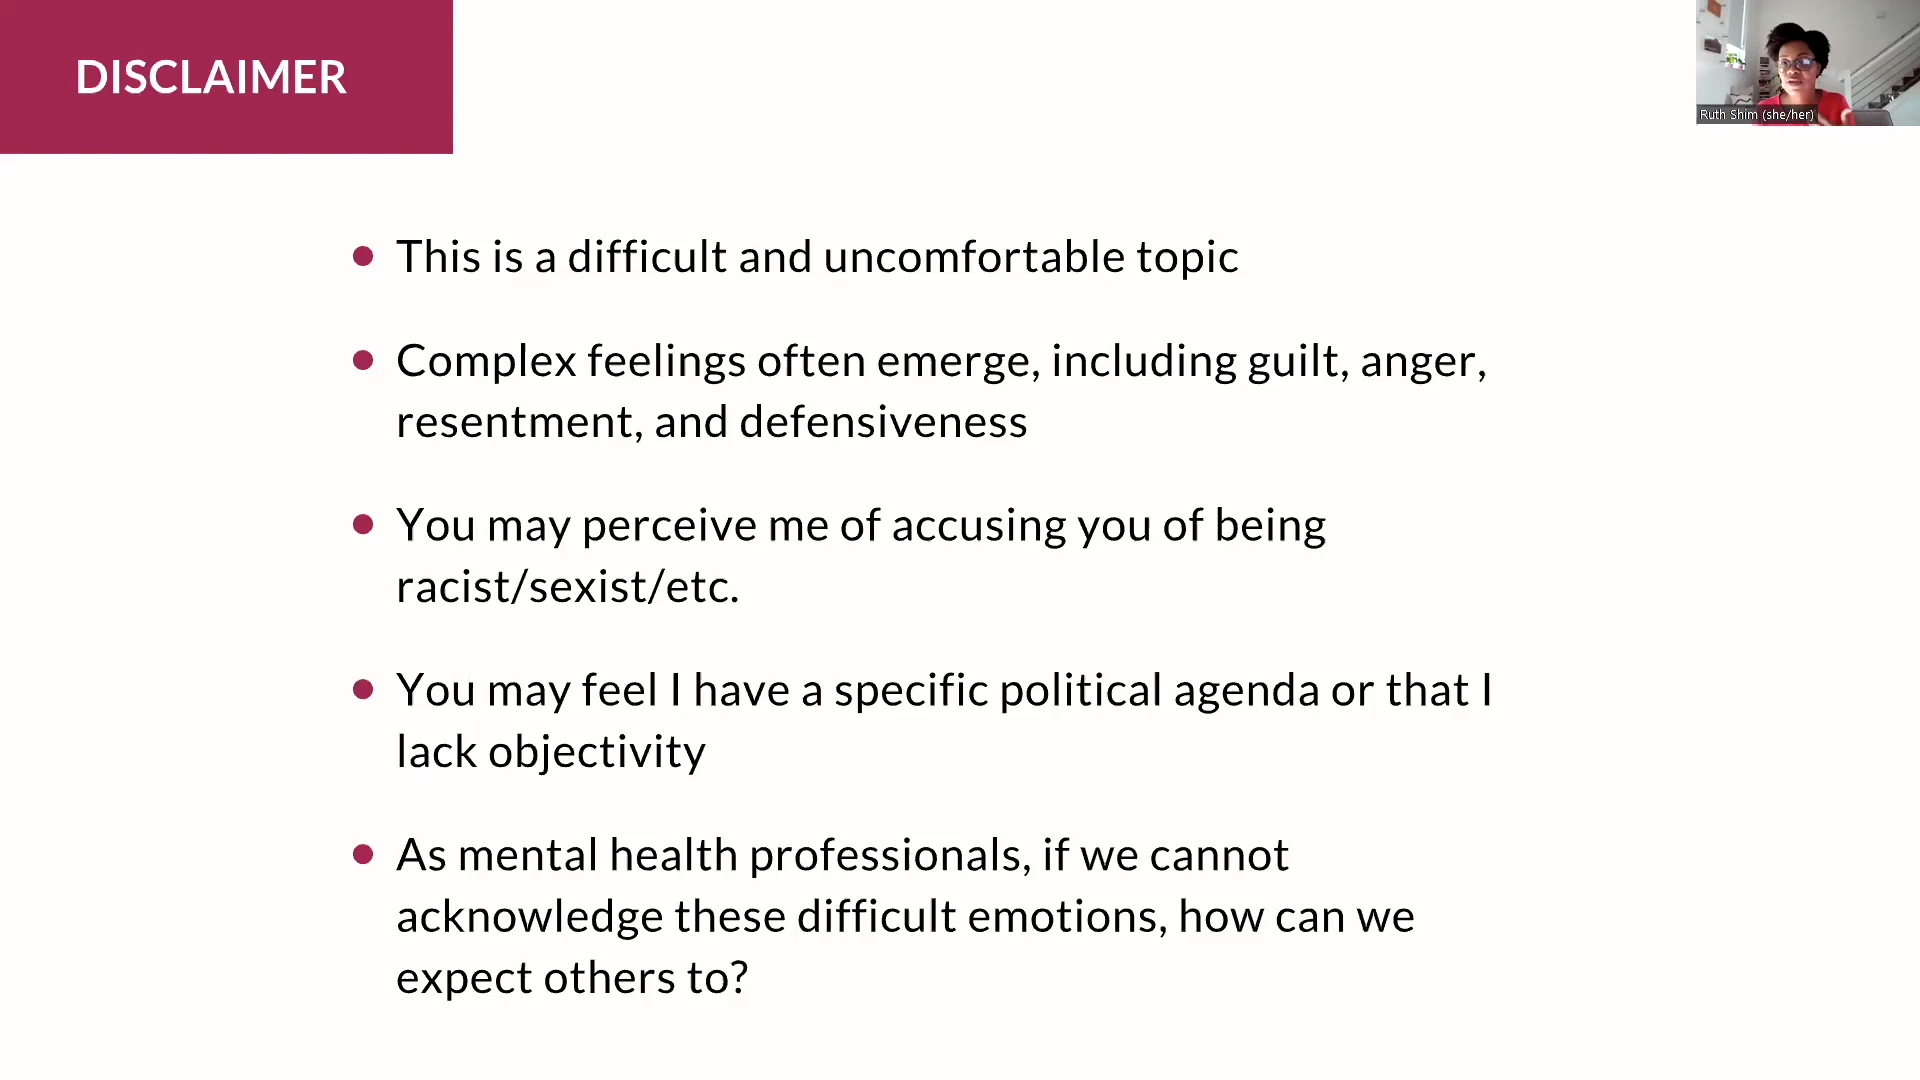 DISCLAIMER
Ruth Shim (she/her)
• This is a difficult and uncomfortable topic
• Complex feelings often emerge, including guilt, anger,
resentment, and defensiveness
• You may perceive me of accusing you of being
racist/sexist/etc.
• You may feel I have a specific political agenda or that I
lack objectivity
• As mental health professionals, if we cannot
acknowledge these difficult emotions, how can we
expect others to?